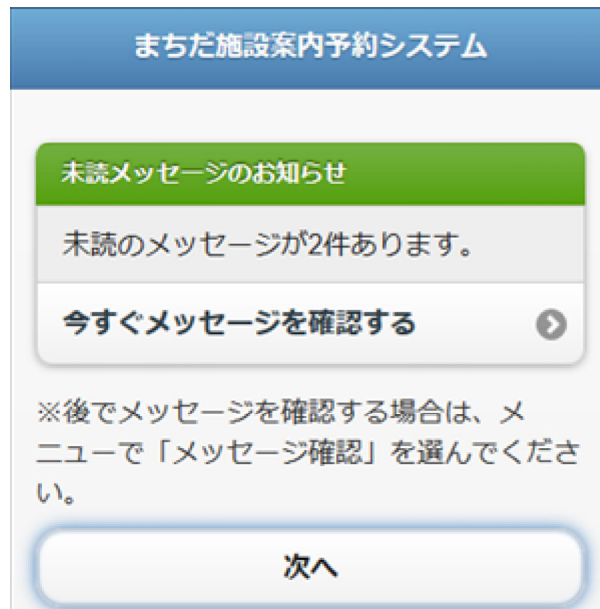 まちだ施設案内予約システム
未読メッセージのお知らせ
未読のメッセージが2件あります。
今すぐメッセージを確認する
※後でメッセージを確認する場合は、メ
ニューで「メッセージ確認」を選んでくださ
い。
次へ